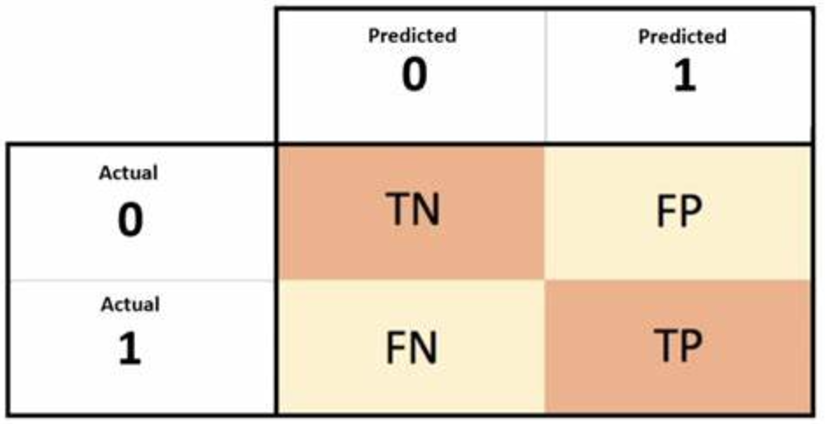 Predicted
0
Predicted
1
Actual
0
TN
FP
Actual
1
FN
TP